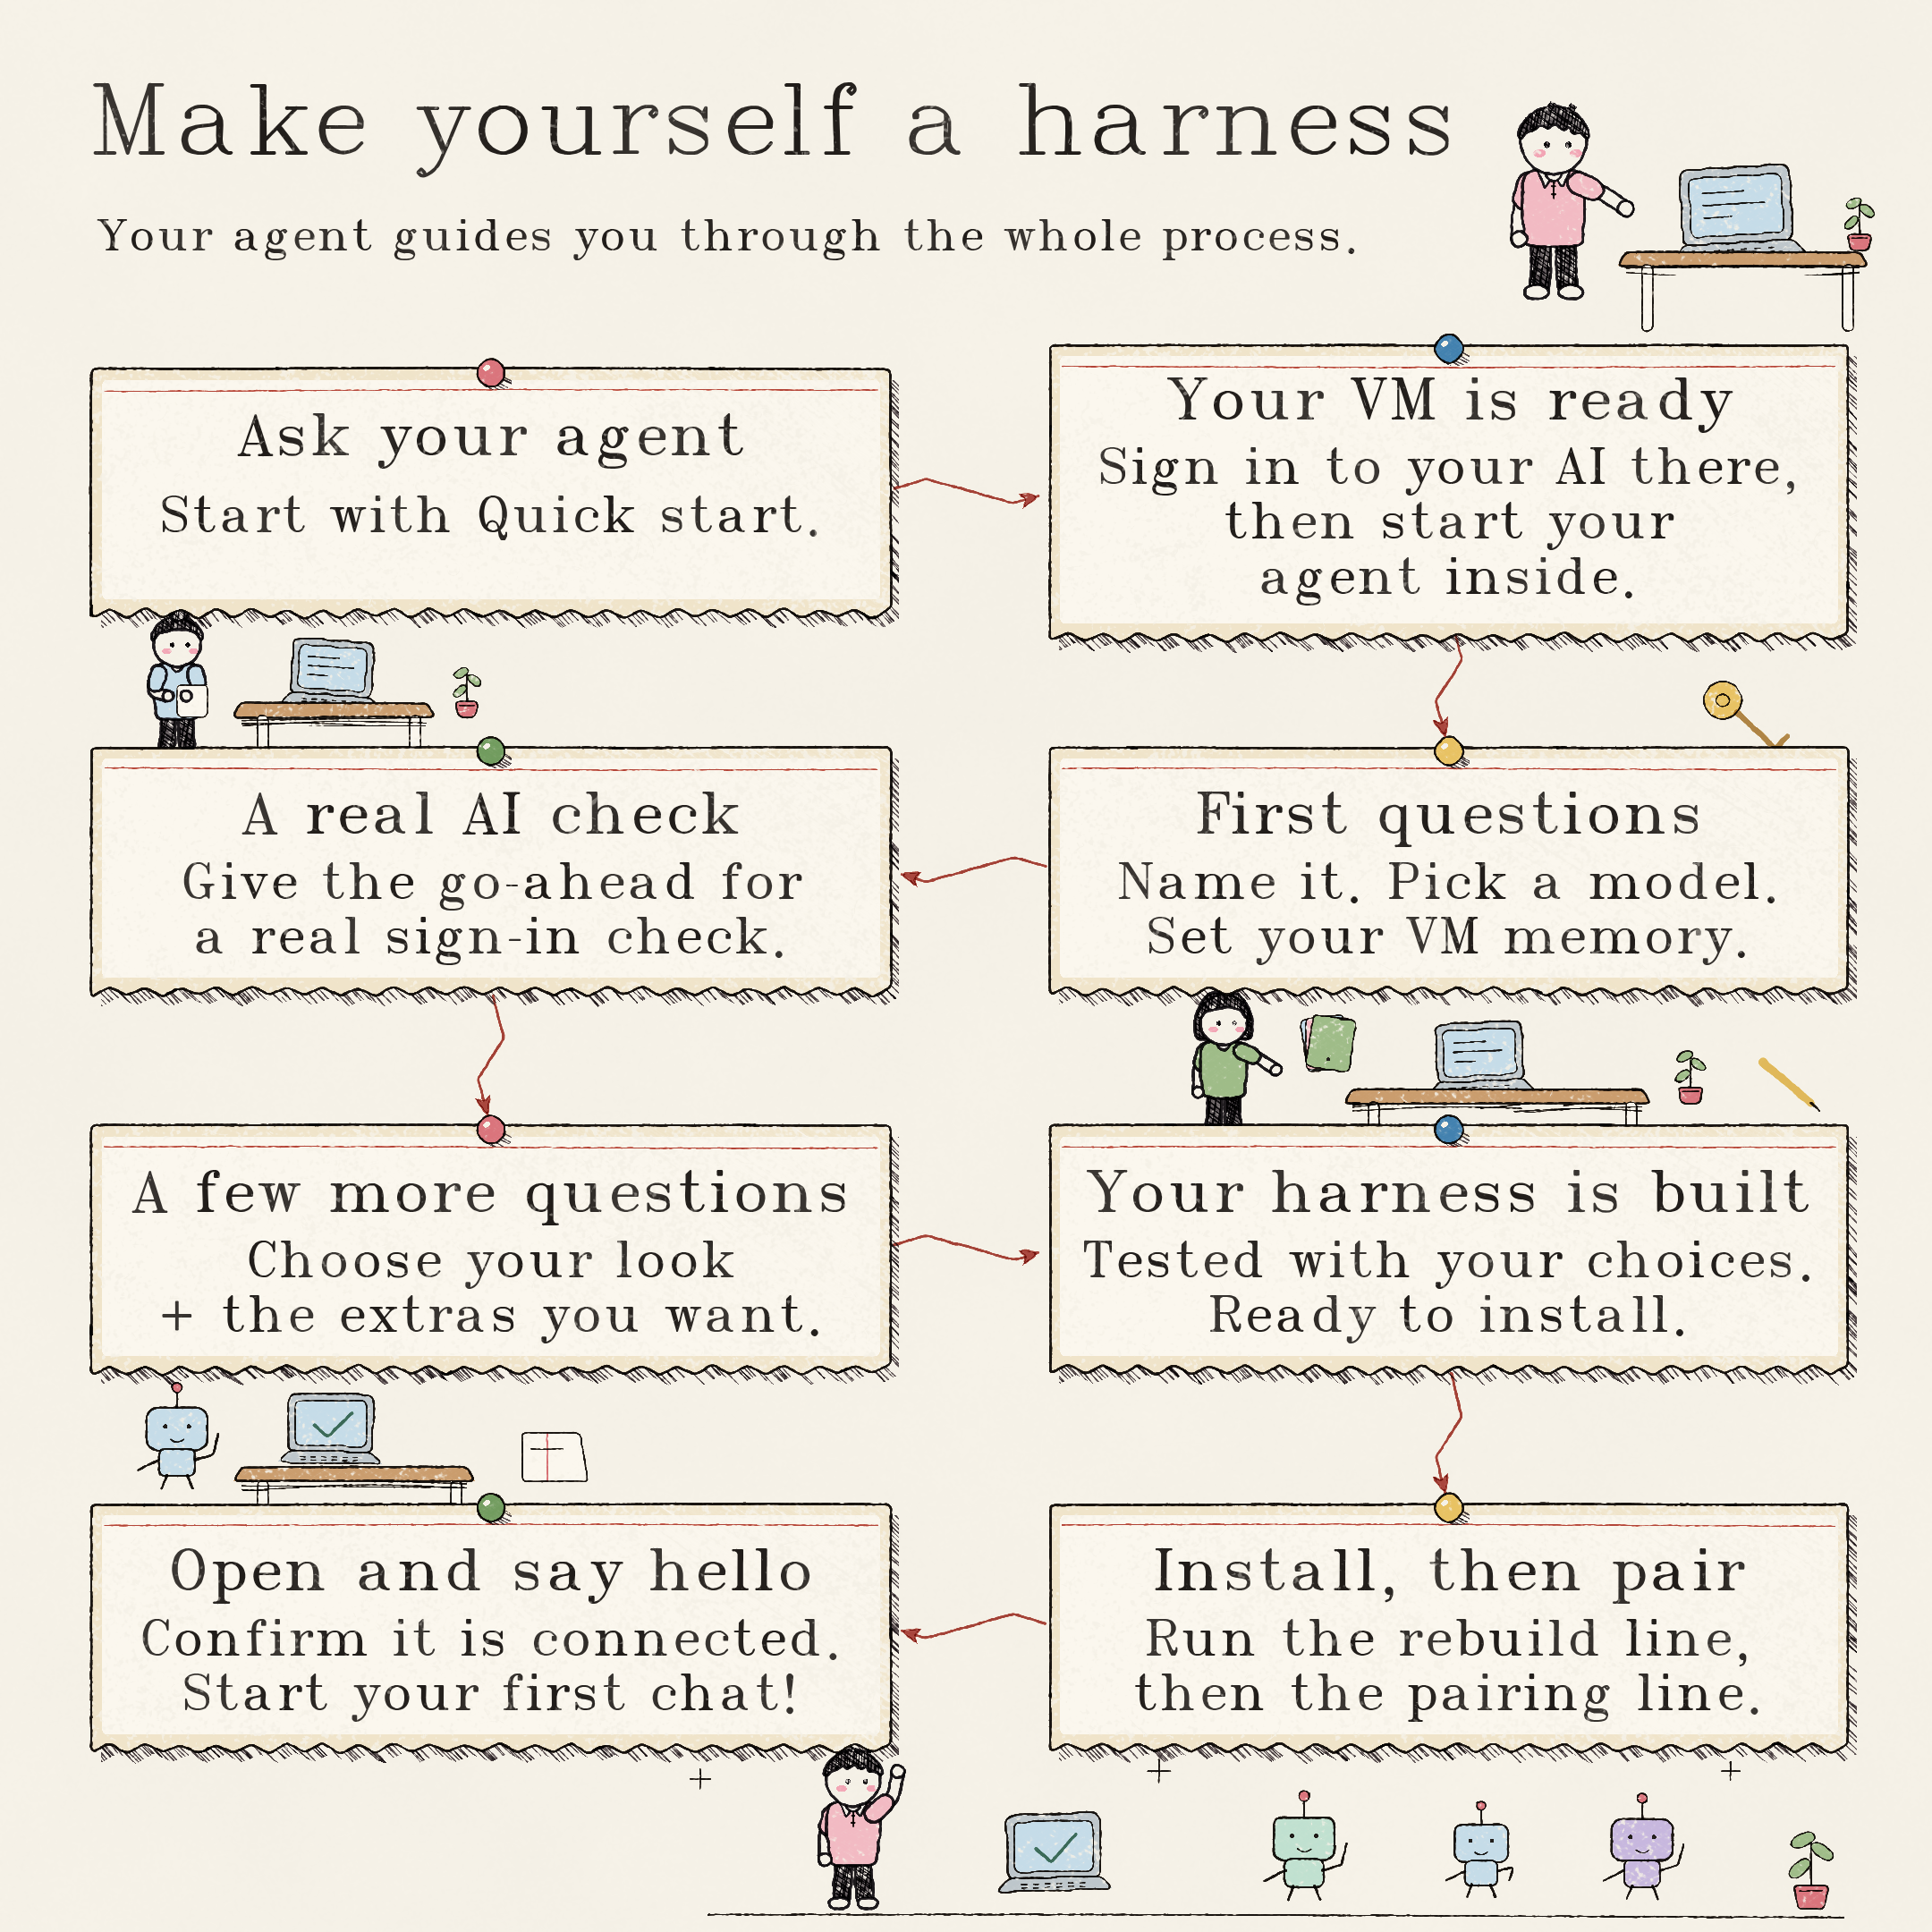 Make yourself a harness
Your agent guides you through the whole process.
Ask your agent
Start with Quick start.
Your VM is ready
Sign in to your AI there,
then start your
agent inside.
First questions
Name it. Pick a model.
Set your VM memory.
A real AI check
Give the go-ahead for
a real sign-in check.
A few more questions
Choose your look
+ the extras you want.
Your harness is built
Tested with your choices.
Ready to install.
Install, then pair
Run the rebuild line,
then the pairing line.
Open and say hello
Confirm it is connected.
Start your first chat!